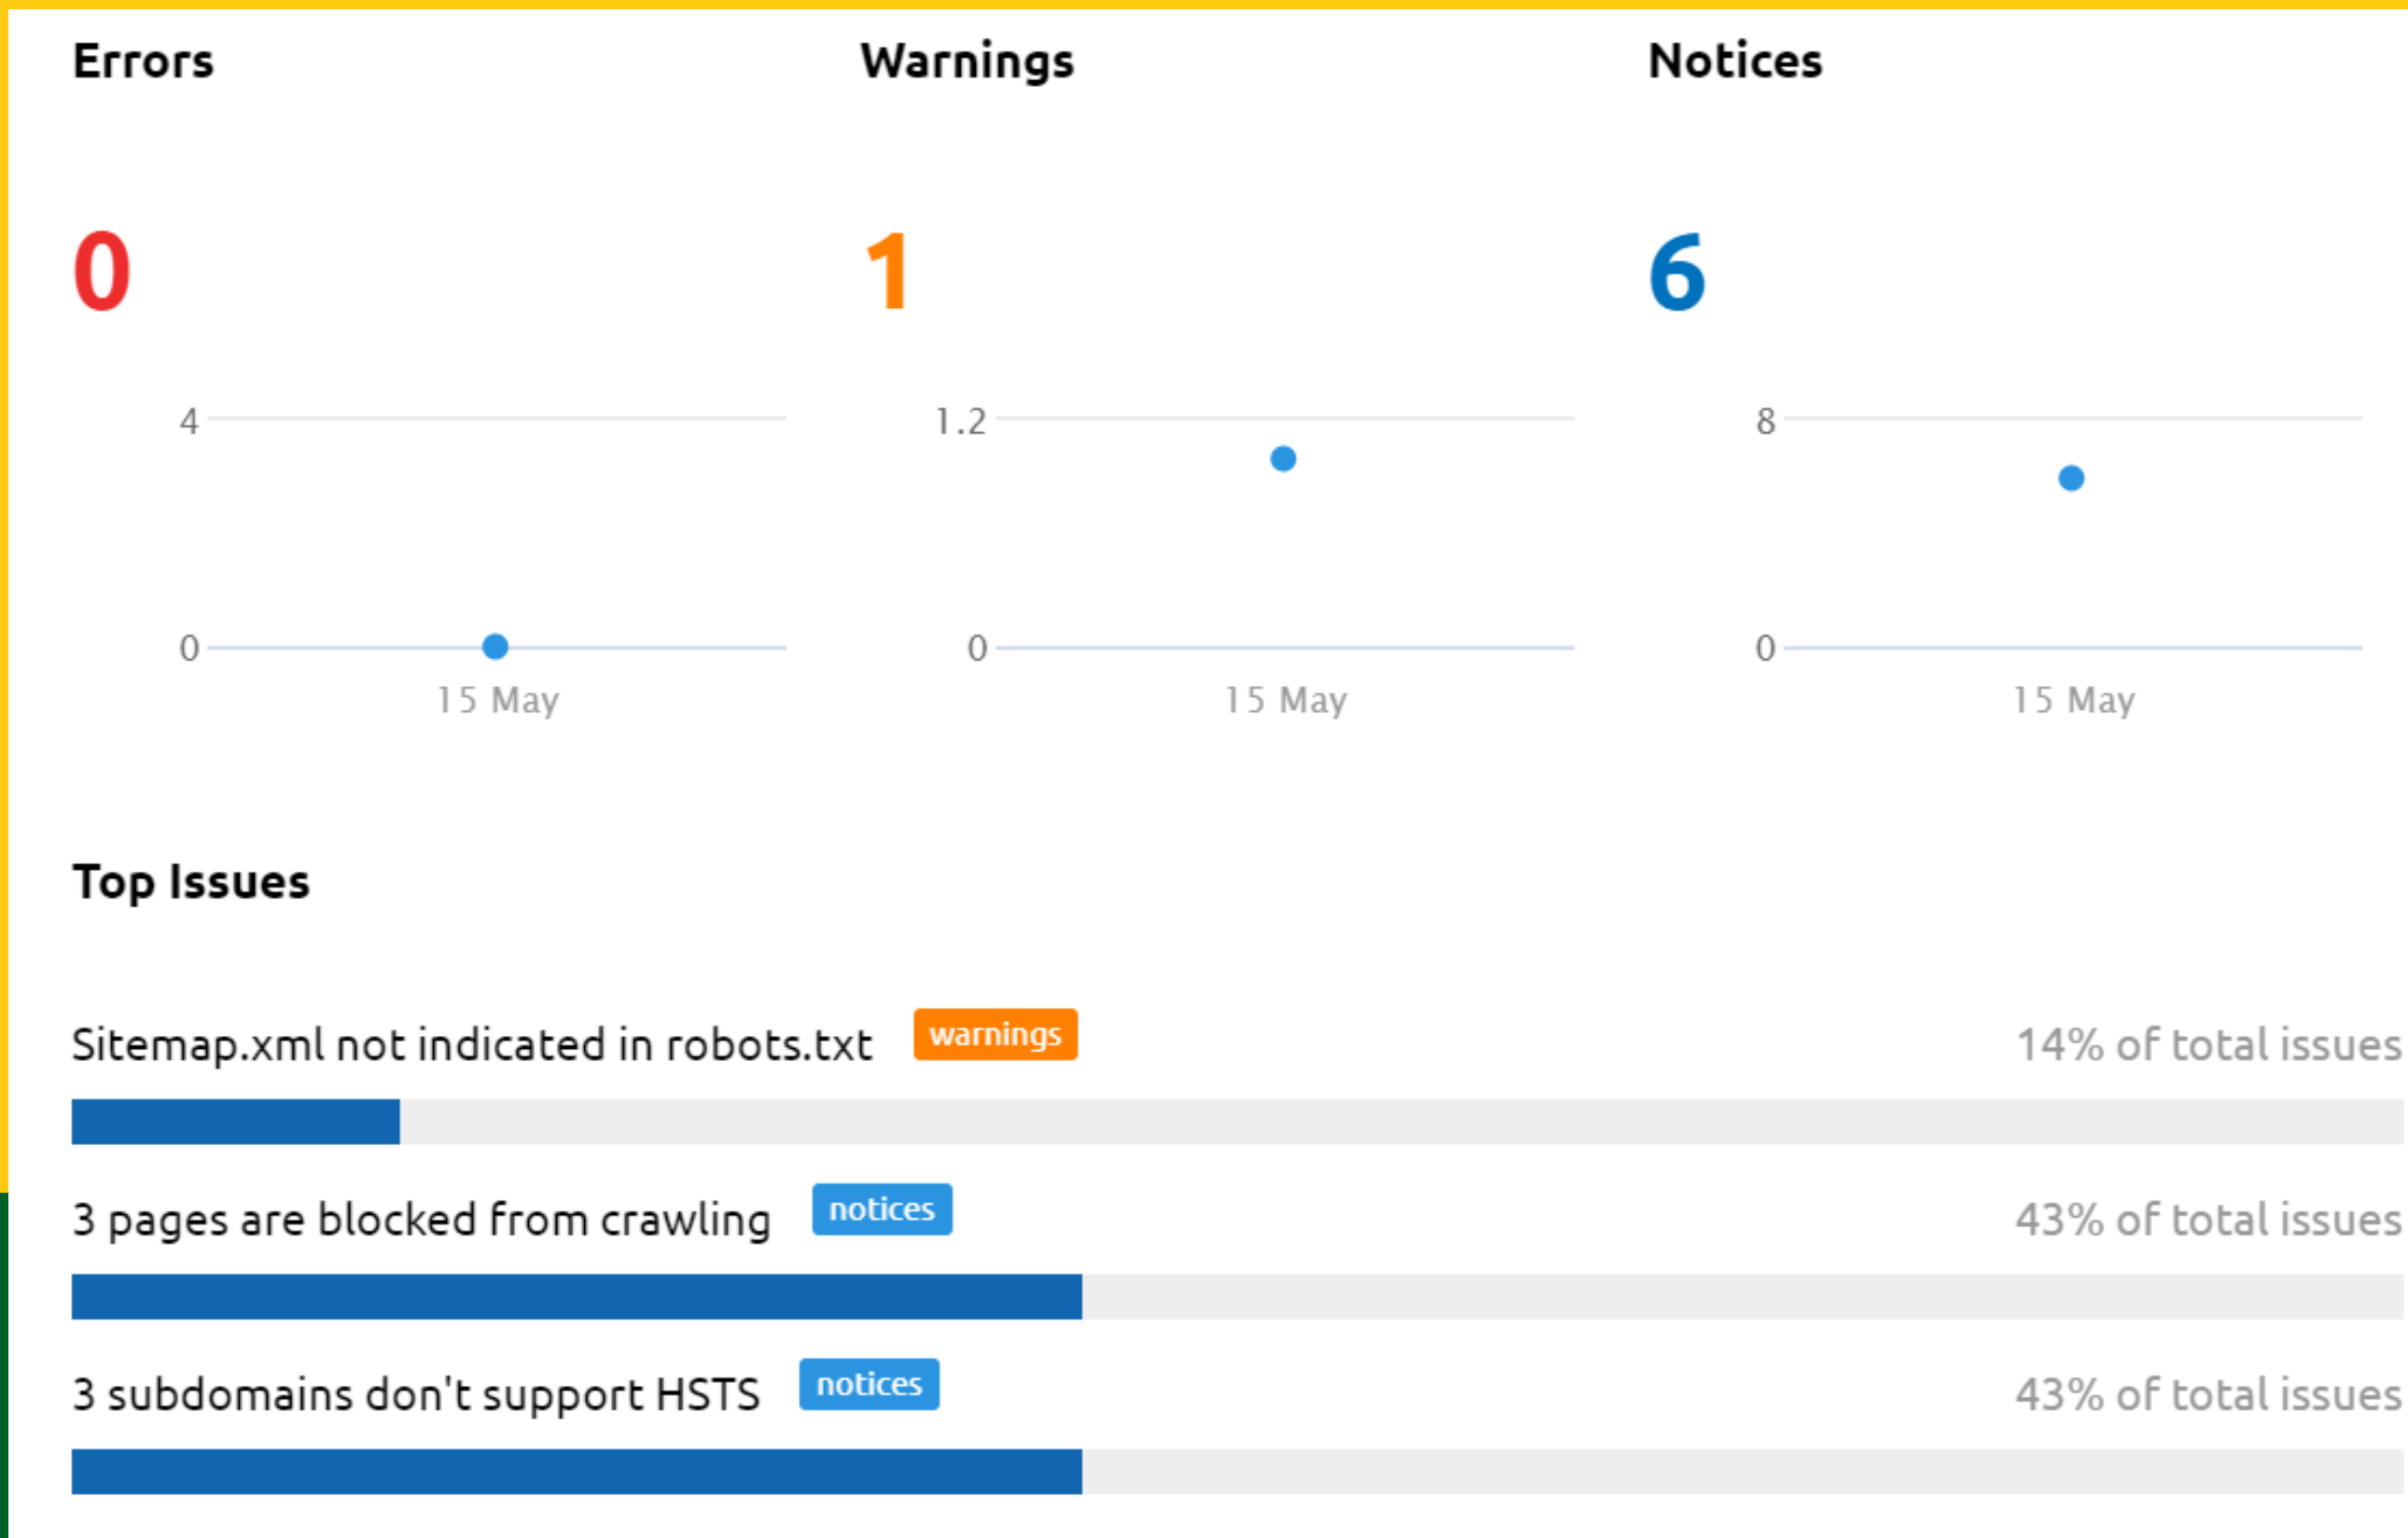 Errors Warnings Notices
0 1 6
4 1.2 8
0 0 0
15 May 15 May 15 May
Top Issues
Sitemap.xml not indicated in robots.txt warnings 14% of total issues
3 pages are blocked from crawling notices 43% of total issues
3 subdomains don't support HSTS notices 43% of total issues